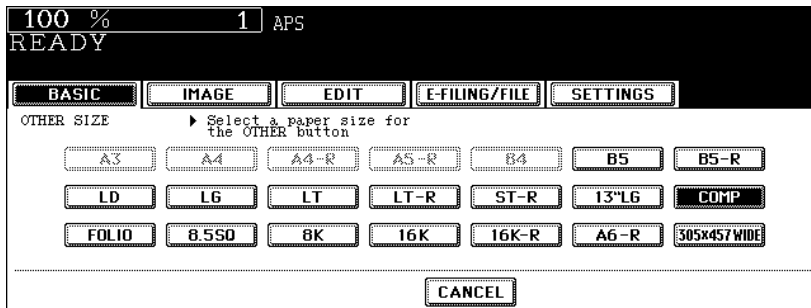 100 % 1 APS
READY
BASIC IMAGE EDIT E-FILING/FILE SETTINGS
OTHER SIZE ▶ Select a paper size for
the OTHER button
A3 A4 A4-R A5-R B4 B5 B5-R
LD LG LT LT-R ST-R 13"LG COMP
FOLIO 8.5SQ 8K 16K 16K-R A6-R 305X457 WIDE
CANCEL